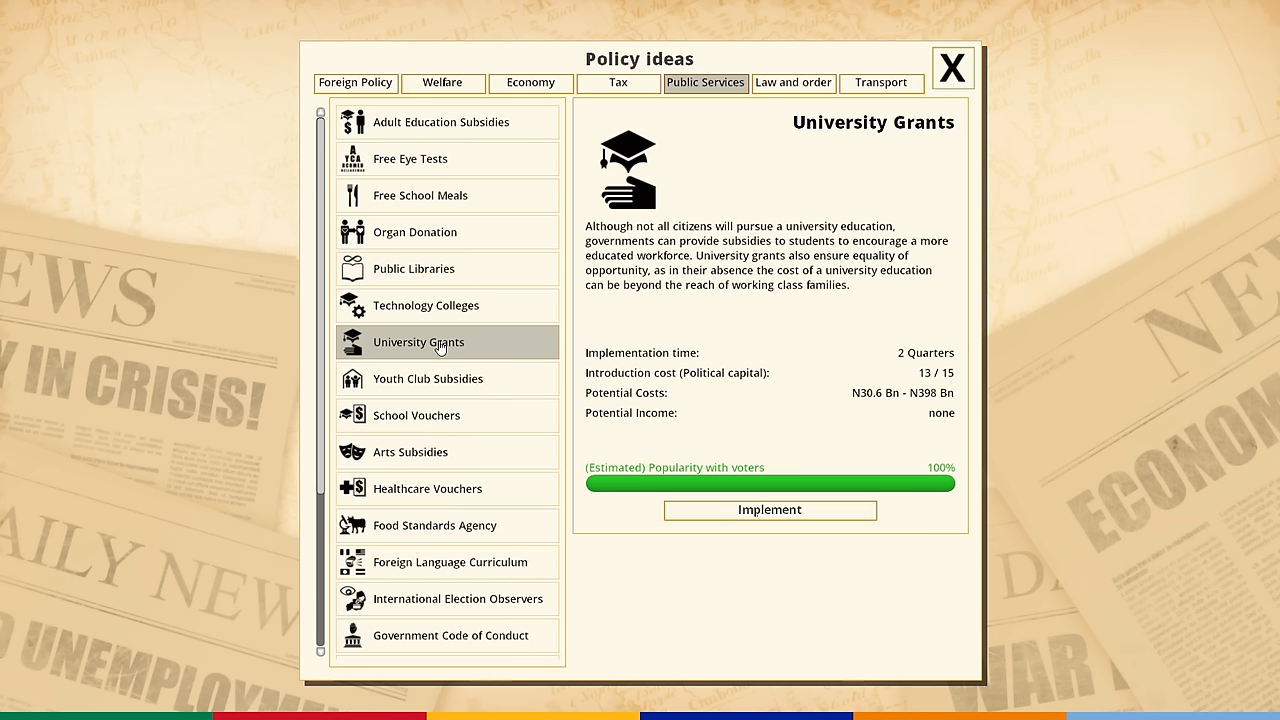 Policy ideas
X
Foreign Policy
Welfare
Economy
Tax
Public Services
Law and order
Transport
Adult Education Subsidies
Free Eye Tests
Free School Meals
Organ Donation
Public Libraries
Technology Colleges
University Grants
Youth Club Subsidies
School Vouchers
Arts Subsidies
Healthcare Vouchers
Food Standards Agency
Foreign Language Curriculum
International Election Observers
Government Code of Conduct
University Grants
Although not all citizens will pursue a university education,
governments can provide subsidies to students to encourage a more
educated workforce. University grants also ensure equality of
opportunity, as in their absence the cost of a university education
can be beyond the reach of working class families.
Implementation time: 2 Quarters
Introduction cost (Political capital): 13 / 15
Potential Costs: N30.6 Bn - N398 Bn
Potential Income: none
(Estimated) Popularity with voters 100%
Implement
EWS
Y IN CRISIS!
AILY NEW
UNEMPLOYM
NE
ECONOM
DA
WAR